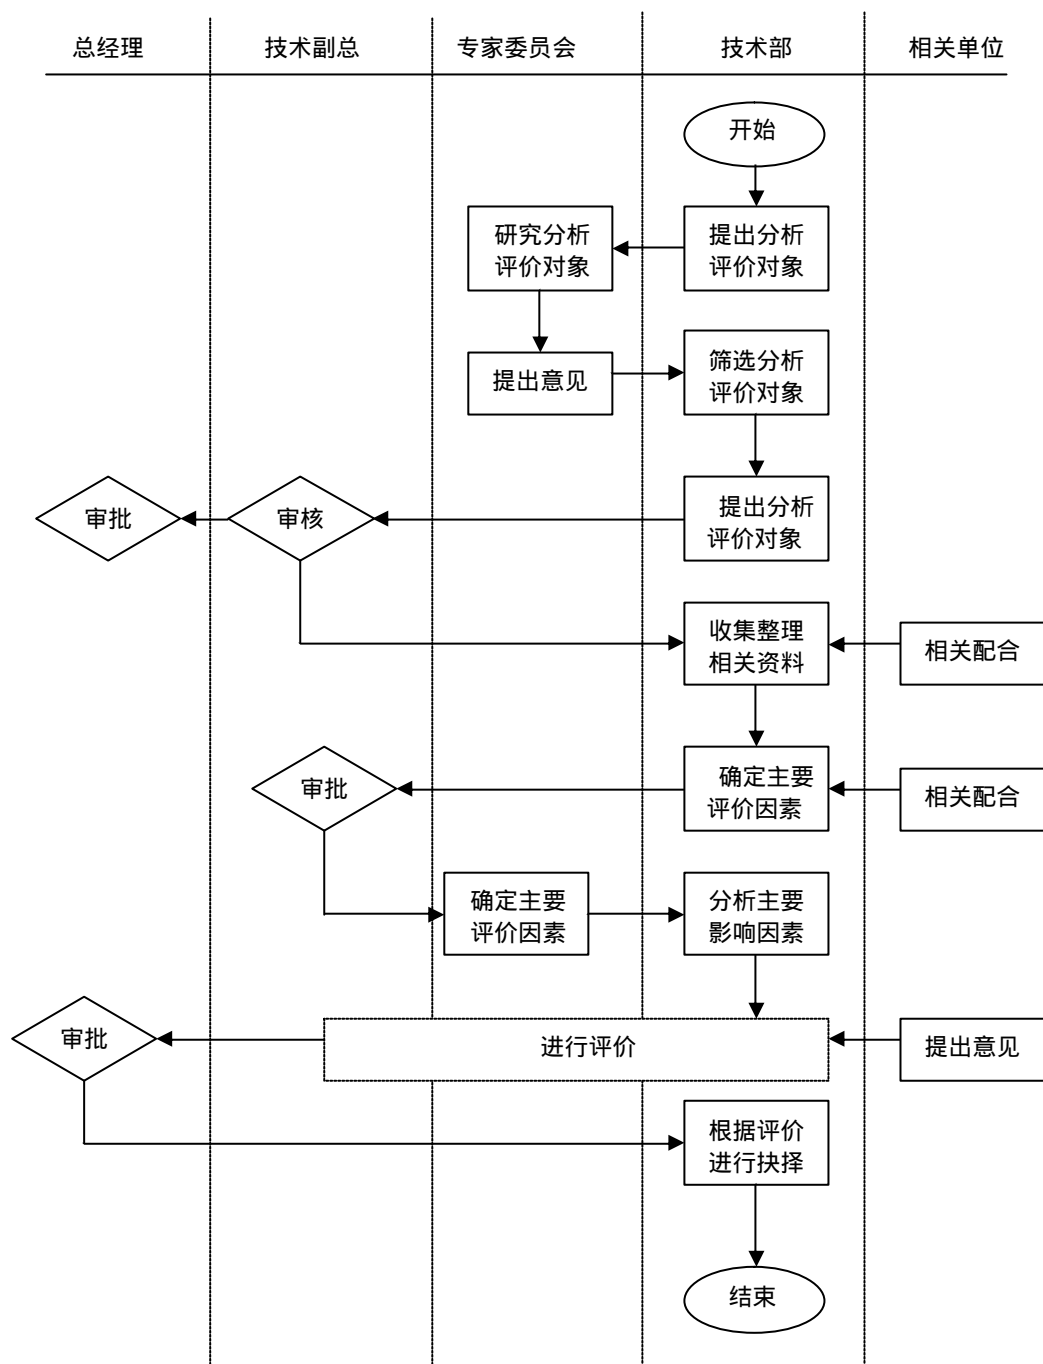 总经理
技术副总
专家委员会
技术部
相关单位
开始
研究分析
评价对象
提出分析
评价对象
提出意见
筛选分析
评价对象
审批
审核
提出分析
评价对象
收集整理
相关资料
相关配合
审批
确定主要
评价因素
相关配合
确定主要
评价因素
分析主要
影响因素
审批
进行评价
提出意见
根据评价
进行抉择
结束